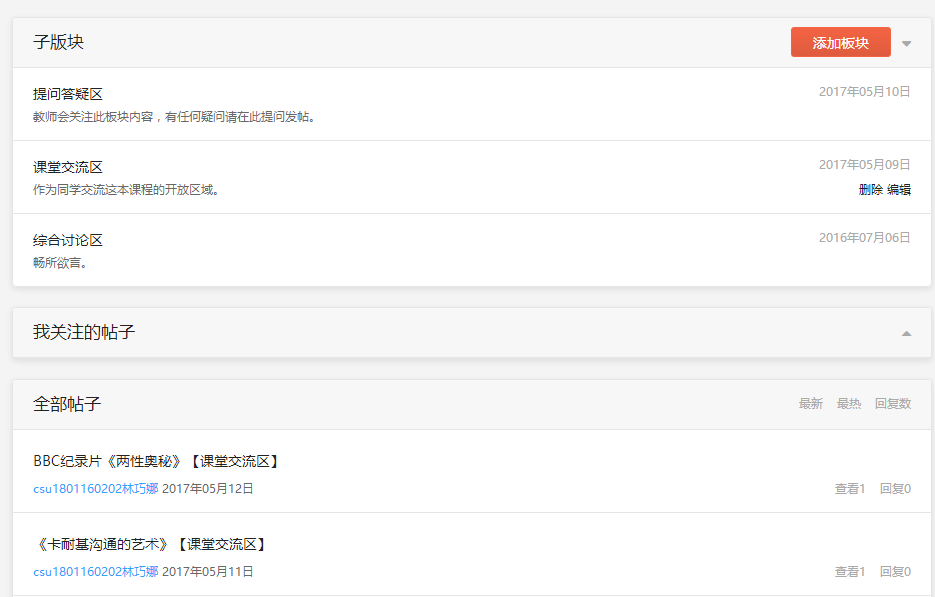 子版块
添加板块
提问答疑区
2017年05月10日
教师会关注此板块内容，有任何疑问请在此提问发帖。
课堂交流区
2017年05月09日
作为同学交流这本课程的开放区域。
删除 编辑
综合讨论区
2016年07月06日
畅所欲言。
我关注的帖子
全部帖子
最新 最热 回复数
BBC纪录片《两性奥秘》【课堂交流区】
csu1801160202林巧娜 2017年05月12日
查看1 回复0
《卡耐基沟通的艺术》【课堂交流区】
csu1801160202林巧娜 2017年05月11日
查看1 回复0